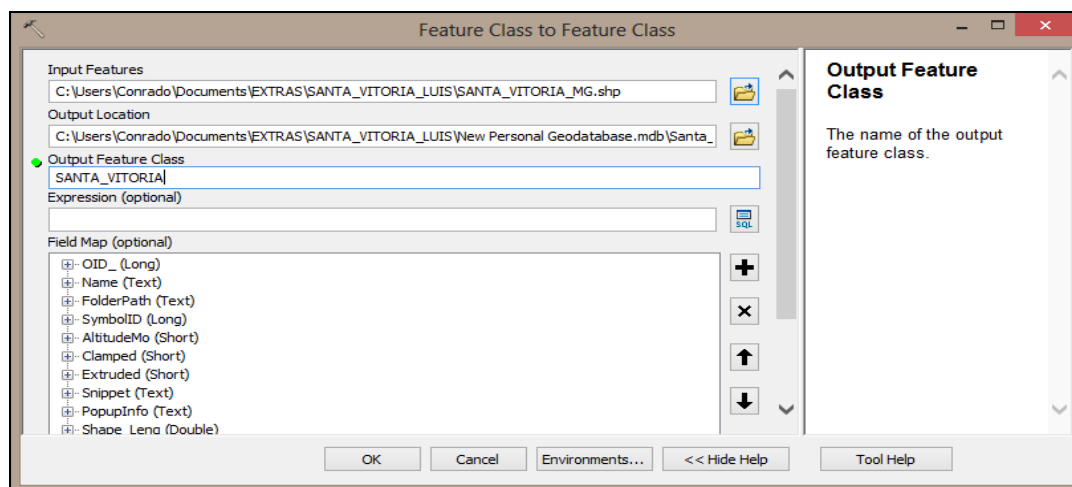 Feature Class to Feature Class
Input Features
C:\Users\Conrado\Documents\EXTRAS\SANTA_VITORIA_LUIS\SANTA_VITORIA_MG.shp
Output Location
C:\Users\Conrado\Documents\EXTRAS\SANTA_VITORIA_LUIS\New Personal Geodatabase.mdb\Santa_
Output Feature Class
SANTA_VITORIA
Expression (optional)
SQL
Field Map (optional)
OID_ (Long)
Name (Text)
FolderPath (Text)
SymbolID (Long)
AltitudeMo (Short)
Clamped (Short)
Extruded (Short)
Snippet (Text)
PopupInfo (Text)
Shape_Leng (Double)
OK
Cancel
Environments...
<< Hide Help
Output Feature
Class
The name of the output
feature class.
Tool Help